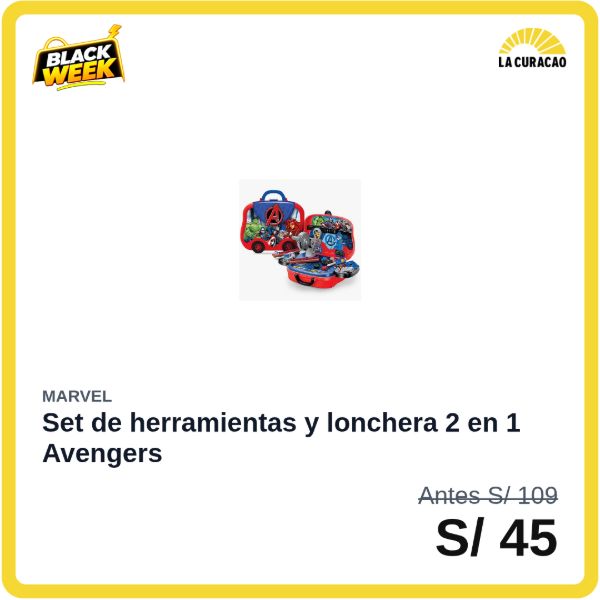 BLACK
WEEK
LA CURACAO
MARVEL
Set de herramientas y lonchera 2 en 1
Avengers
Antes S/ 109
S/ 45